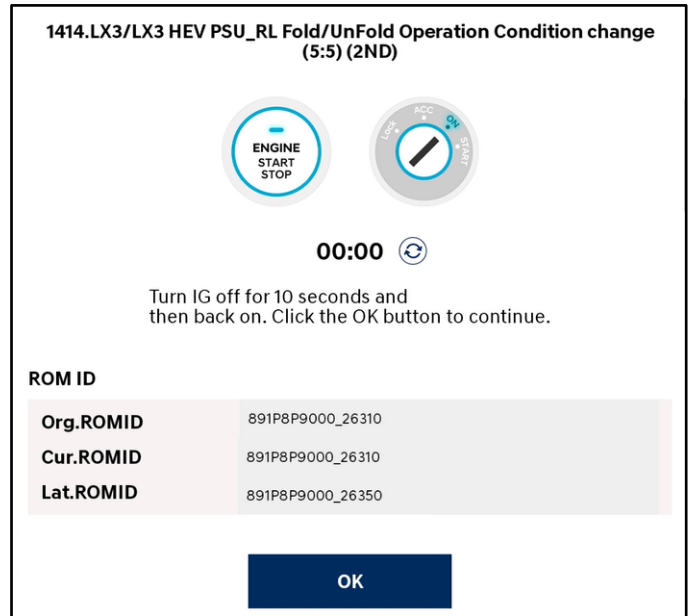 1414.LX3/LX3 HEV PSU_RL Fold/UnFold Operation Condition change
(5:5) (2ND)
ENGINE
START
STOP
Lock
ACC
ON
START
00:00
Turn IG off for 10 seconds and
then back on. Click the OK button to continue.
ROM ID
Org.ROMID 891P8P9000_26310
Cur.ROMID 891P8P9000_26310
Lat.ROMID 891P8P9000_26350
OK